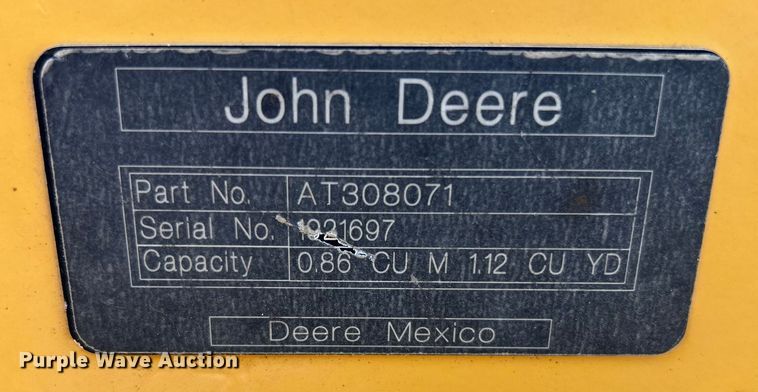 John Deere
Part No. AT308071
Serial No. 1921697
Capacity 0.86 CU M 1.12 CU YD
Deere Mexico
Purple Wave Auction